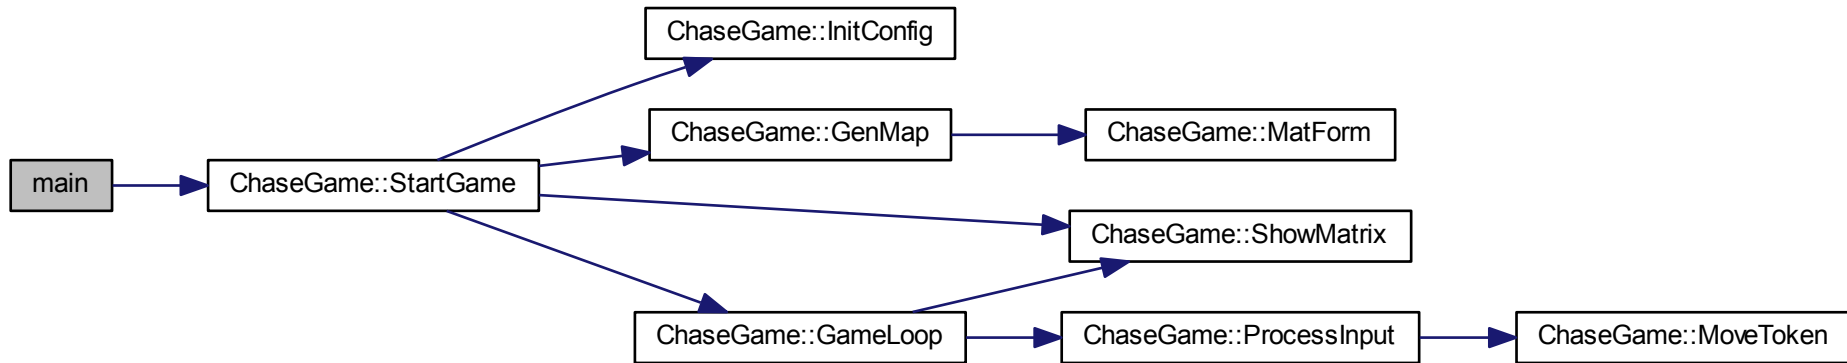 ChaseGame::InitConfig
ChaseGame::GenMap
ChaseGame::MatForm
main
ChaseGame::StartGame
ChaseGame::ShowMatrix
ChaseGame::GameLoop
ChaseGame::ProcessInput
ChaseGame::MoveToken